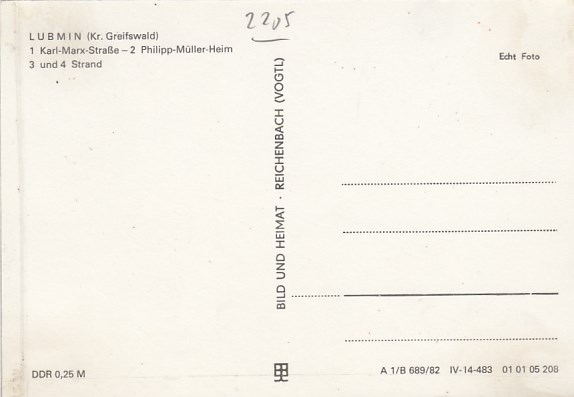 2205
LUBMIN (Kr. Greifswald)
1 Karl-Marx-Straße – 2 Philipp-Müller-Heim
3 und 4 Strand
Echt Foto
BILD UND HEIMAT · REICHENBACH (VOGTL)
DDR 0,25 M
A 1/B 689/82 IV-14-483 01 01 05 208